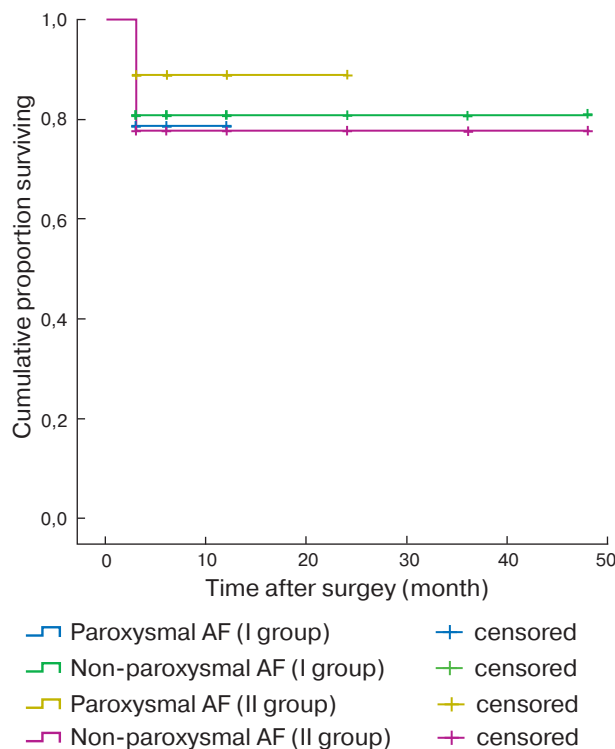 Cumulative proportion surviving
1,0
0,8
0,6
0,4
0,2
0,0
0 10 20 30 40 50
Time after surgey (month)
Paroxysmal AF (I group) censored
Non-paroxysmal AF (I group) censored
Paroxysmal AF (II group) censored
Non-paroxysmal AF (II group) censored